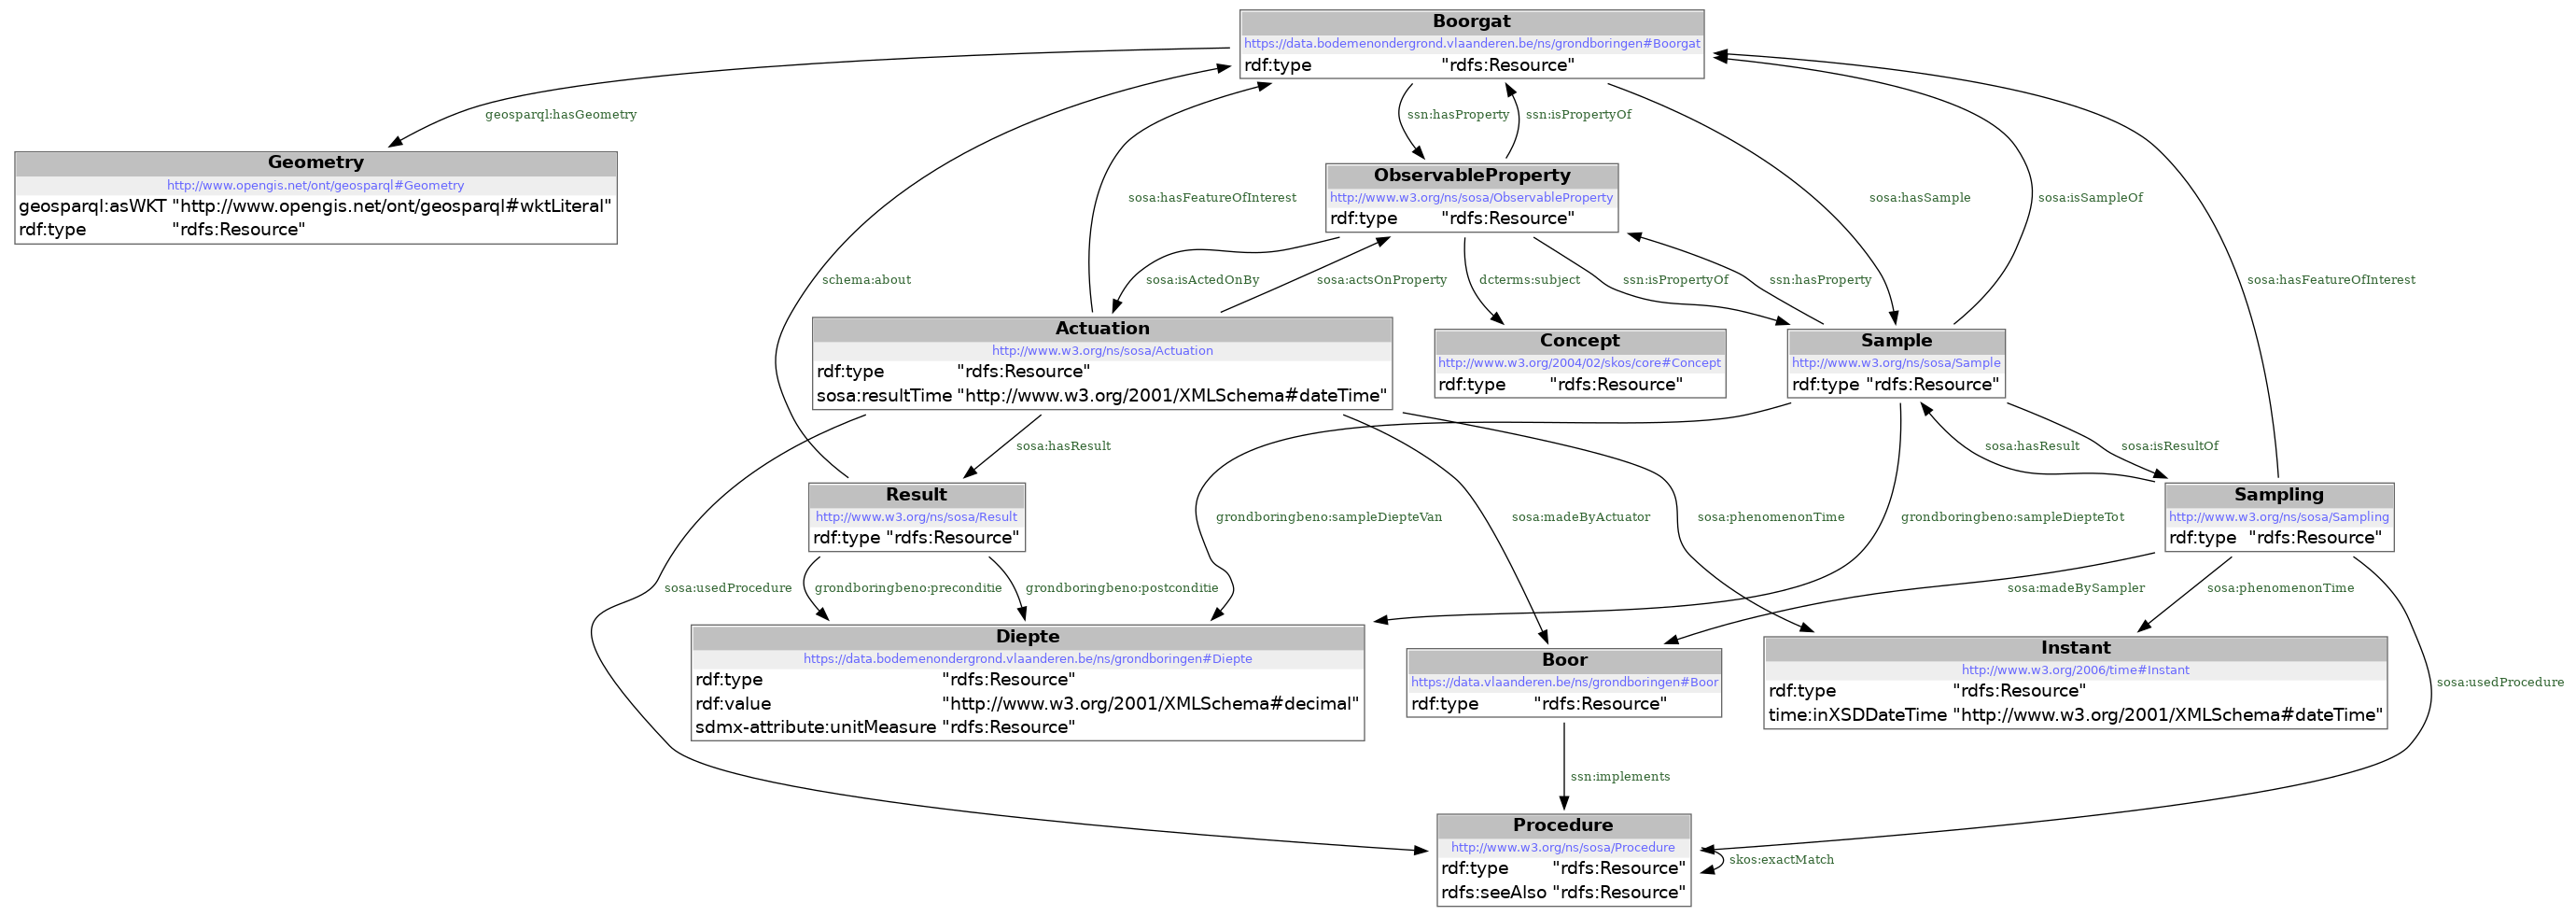 Boorgat
https://data.bodemenondergrond.vlaanderen.be/ns/grondboringen#Boorgat
rdf:type "rdfs:Resource"
geosparql:hasGeometry
ssn:hasProperty
ssn:isPropertyOf
Geometry
http://www.opengis.net/ont/geosparql#Geometry
geosparql:asWKT "http://www.opengis.net/ont/geosparql#wktLiteral"
rdf:type "rdfs:Resource"
ObservableProperty
http://www.w3.org/ns/sosa/ObservableProperty
rdf:type "rdfs:Resource"
sosa:hasFeatureOfInterest
sosa:hasSample
sosa:isSampleOf
schema:about
sosa:isActedOnBy
sosa:actsOnProperty
dcterms:subject
ssn:isPropertyOf
ssn:hasProperty
sosa:hasFeatureOfInterest
Actuation
http://www.w3.org/ns/sosa/Actuation
rdf:type "rdfs:Resource"
sosa:resultTime "http://www.w3.org/2001/XMLSchema#dateTime"
Concept
http://www.w3.org/2004/02/skos/core#Concept
rdf:type "rdfs:Resource"
Sample
http://www.w3.org/ns/sosa/Sample
rdf:type "rdfs:Resource"
sosa:hasResult
sosa:hasResult
sosa:isResultOf
Result
http://www.w3.org/ns/sosa/Result
rdf:type "rdfs:Resource"
grondboringbeno:sampleDiepteVan
sosa:madeByActuator
sosa:phenomenonTime
grondboringbeno:sampleDiepteTot
Sampling
http://www.w3.org/ns/sosa/Sampling
rdf:type "rdfs:Resource"
sosa:usedProcedure
grondboringbeno:preconditie
grondboringbeno:postconditie
sosa:madeBySampler
sosa:phenomenonTime
Diepte
https://data.bodemenondergrond.vlaanderen.be/ns/grondboringen#Diepte
rdf:type "rdfs:Resource"
rdf:value "http://www.w3.org/2001/XMLSchema#decimal"
sdmx-attribute:unitMeasure "rdfs:Resource"
Boor
https://data.vlaanderen.be/ns/grondboringen#Boor
rdf:type "rdfs:Resource"
Instant
http://www.w3.org/2006/time#Instant
rdf:type "rdfs:Resource"
time:inXSDDateTime "http://www.w3.org/2001/XMLSchema#dateTime"
sosa:usedProcedure
ssn:implements
Procedure
http://www.w3.org/ns/sosa/Procedure
rdf:type "rdfs:Resource"
rdfs:seeAlso "rdfs:Resource"
skos:exactMatch